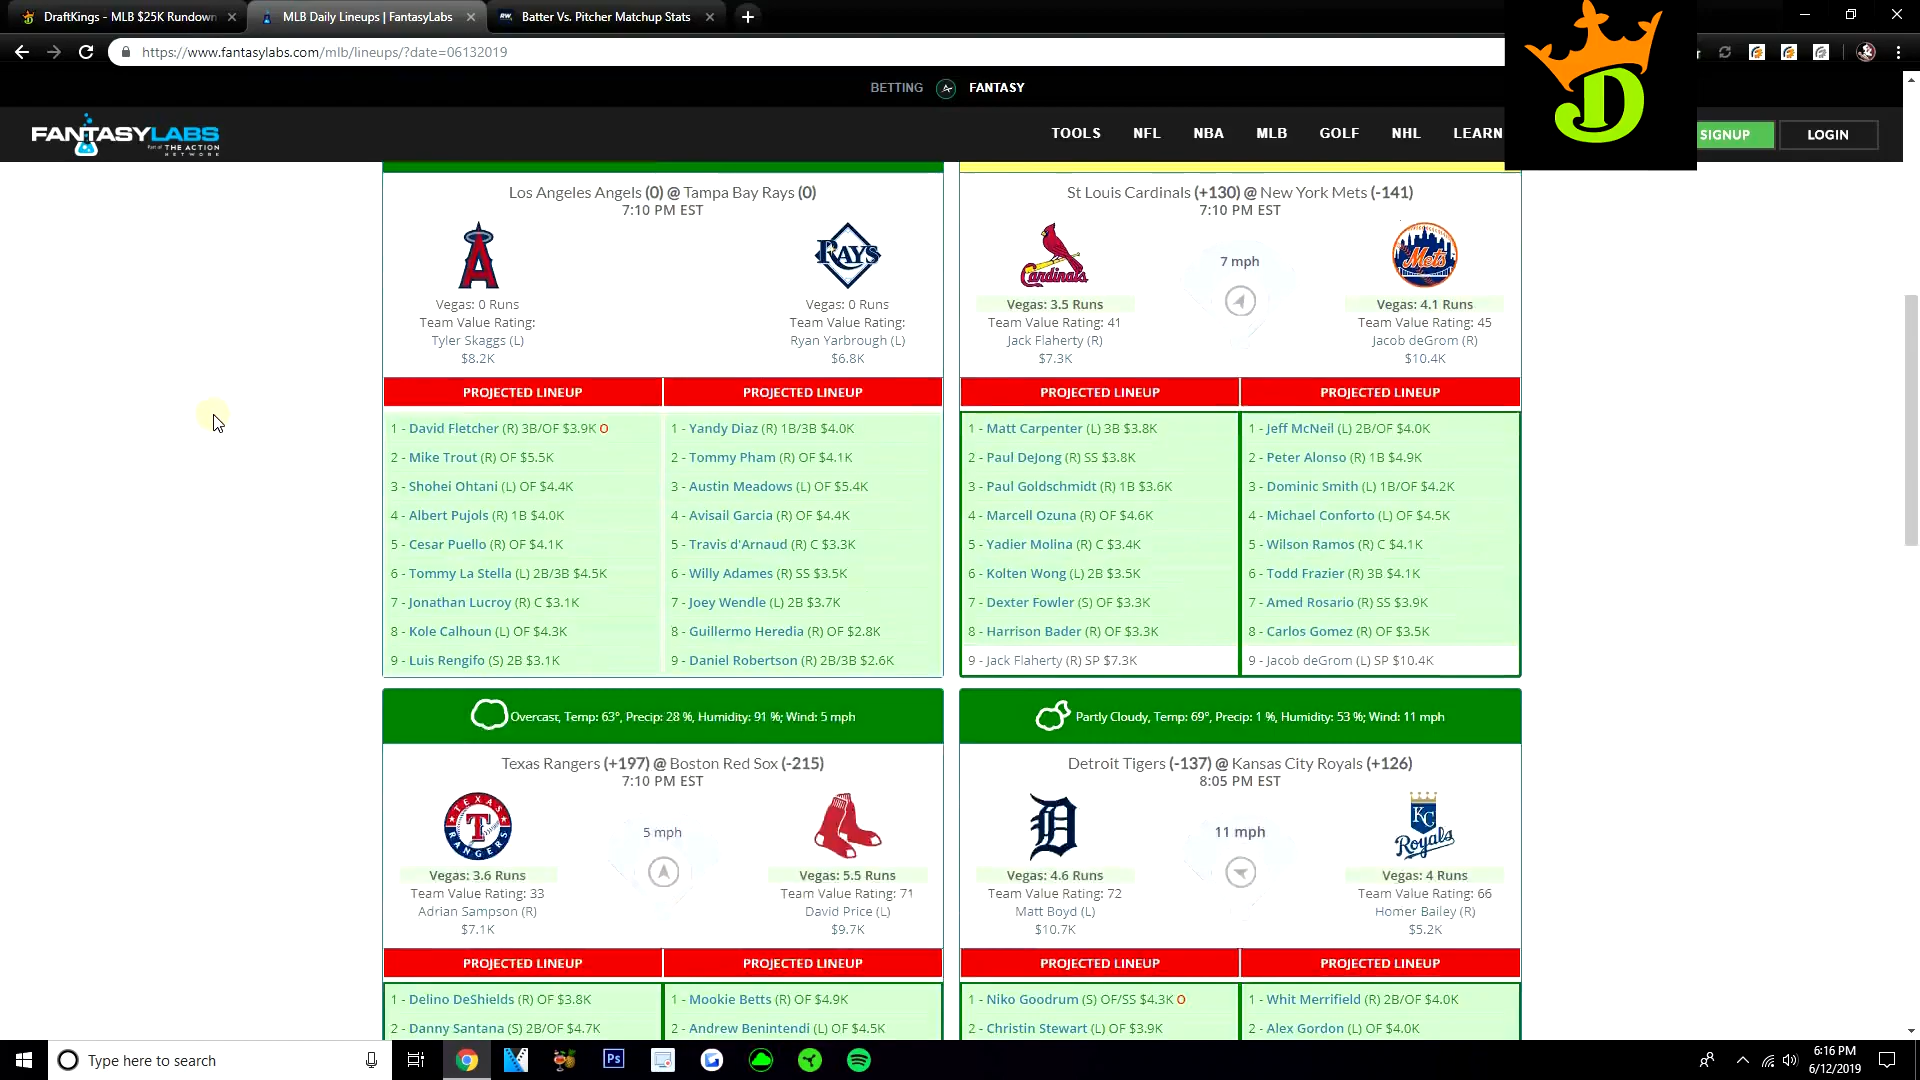 DraftKings - MLB $25K Rundown
MLB Daily Lineups | FantasyLabs
RW
Batter Vs. Pitcher Matchup Stats
https://www.fantasylabs.com/mlb/lineups/?date=06132019
BETTING
FANTASY
FANTASYLABS
Part of THE ACTION NETWORK
TOOLS
NFL
NBA
MLB
GOLF
NHL
LEARN
D
SIGNUP
LOGIN
Los Angeles Angels (0) @ Tampa Bay Rays (0)
7:10 PM EST
A
RAYS
Vegas: 0 Runs
Team Value Rating:
Tyler Skaggs (L)
$8.2K
Vegas: 0 Runs
Team Value Rating:
Ryan Yarbrough (L)
$6.8K
PROJECTED LINEUP
PROJECTED LINEUP
1 - David Fletcher (R) 3B/OF $3.9K O
2 - Mike Trout (R) OF $5.5K
3 - Shohei Ohtani (L) OF $4.4K
4 - Albert Pujols (R) 1B $4.0K
5 - Cesar Puello (R) OF $4.1K
6 - Tommy La Stella (L) 2B/3B $4.5K
7 - Jonathan Lucroy (R) C $3.1K
8 - Kole Calhoun (L) OF $4.3K
9 - Luis Rengifo (S) 2B $3.1K
1 - Yandy Diaz (R) 1B/3B $4.0K
2 - Tommy Pham (R) OF $4.1K
3 - Austin Meadows (L) OF $5.4K
4 - Avisail Garcia (R) OF $4.4K
5 - Travis d'Arnaud (R) C $3.3K
6 - Willy Adames (R) SS $3.5K
7 - Joey Wendle (L) 2B $3.7K
8 - Guillermo Heredia (R) OF $2.8K
9 - Daniel Robertson (R) 2B/3B $2.6K
St Louis Cardinals (+130) @ New York Mets (-141)
7:10 PM EST
Cardinals
7 mph
Mets
Vegas: 3.5 Runs
Team Value Rating: 41
Jack Flaherty (R)
$7.3K
Vegas: 4.1 Runs
Team Value Rating: 45
Jacob deGrom (R)
$10.4K
PROJECTED LINEUP
PROJECTED LINEUP
1 - Matt Carpenter (L) 3B $3.8K
2 - Paul DeJong (R) SS $3.8K
3 - Paul Goldschmidt (R) 1B $3.6K
4 - Marcell Ozuna (R) OF $4.6K
5 - Yadier Molina (R) C $3.4K
6 - Kolten Wong (L) 2B $3.5K
7 - Dexter Fowler (S) OF $3.3K
8 - Harrison Bader (R) OF $3.3K
9 - Jack Flaherty (R) SP $7.3K
1 - Jeff McNeil (L) 2B/OF $4.0K
2 - Peter Alonso (R) 1B $4.9K
3 - Dominic Smith (L) 1B/OF $4.2K
4 - Michael Conforto (L) OF $4.5K
5 - Wilson Ramos (R) C $4.1K
6 - Todd Frazier (R) 3B $4.1K
7 - Amed Rosario (R) SS $3.9K
8 - Carlos Gomez (R) OF $3.5K
9 - Jacob deGrom (L) SP $10.4K
Overcast, Temp: 63°, Precip: 28 %, Humidity: 91 %; Wind: 5 mph
Texas Rangers (+197) @ Boston Red Sox (-215)
7:10 PM EST
TEXAS
T
RANGERS
5 mph
Vegas: 3.6 Runs
Team Value Rating: 33
Adrian Sampson (R)
$7.1K
Vegas: 5.5 Runs
Team Value Rating: 71
David Price (L)
$9.7K
PROJECTED LINEUP
PROJECTED LINEUP
1 - Delino DeShields (R) OF $3.8K
2 - Danny Santana (S) 2B/OF $4.7K
1 - Mookie Betts (R) OF $4.9K
2 - Andrew Benintendi (L) OF $4.5K
Partly Cloudy, Temp: 69°, Precip: 1 %, Humidity: 53 %; Wind: 11 mph
Detroit Tigers (-137) @ Kansas City Royals (+126)
8:05 PM EST
D
11 mph
KC
Royals
Vegas: 4.6 Runs
Team Value Rating: 72
Matt Boyd (L)
$10.7K
Vegas: 4 Runs
Team Value Rating: 66
Homer Bailey (R)
$5.2K
PROJECTED LINEUP
PROJECTED LINEUP
1 - Niko Goodrum (S) OF/SS $4.3K O
2 - Christin Stewart (L) OF $3.9K
1 - Whit Merrifield (R) 2B/OF $4.0K
2 - Alex Gordon (L) OF $4.0K
Type here to search
Ps
6:16 PM
6/12/2019